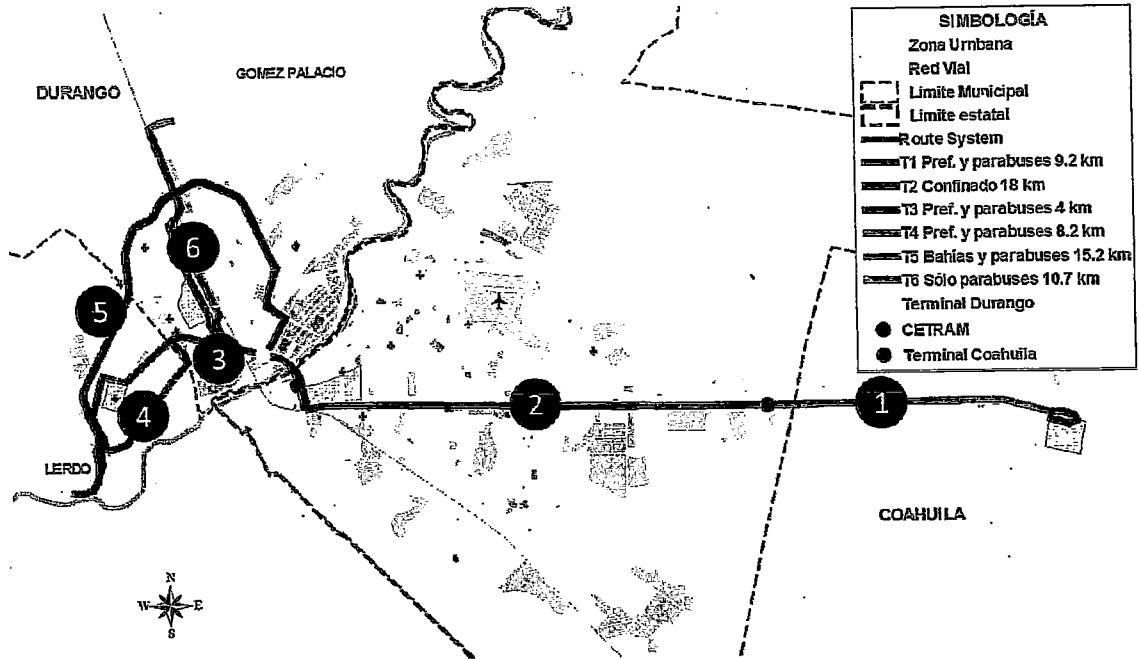 SIMBOLOGÍA
Zona Urnbana
Red Vial
Limite Municipal
Limite estatal
Route System
T1 Pref. y parabuses 9.2 km
T2 Confinado 18 km
T3 Pref. y parabuses 4 km
T4 Pref. y parabuses 8.2 km
T5 Bahías y parabuses 15.2 km
T6 Sólo parabuses 10.7 km
Terminal Durango
CETRAM
Terminal Coahuila
GOMEZ PALACIO
DURANGO
6
5
3
4
2
1
LERDO
COAHUILA
N
W E
S